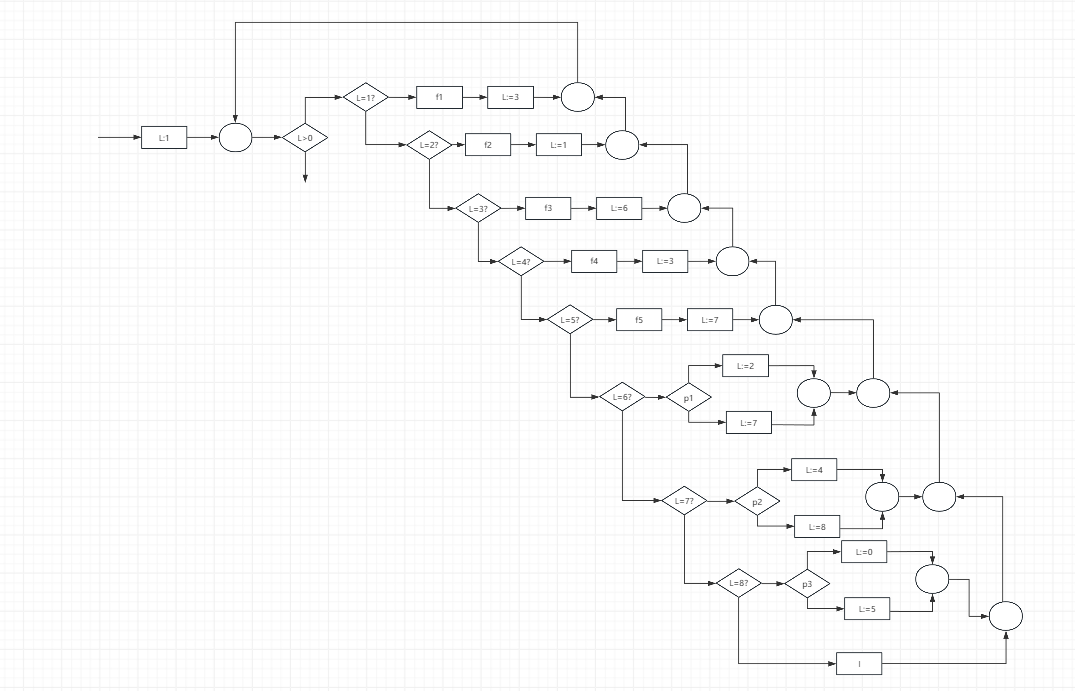 L=1?
f1
L:=3
L:1
L>0
L=2?
f2
L:=1
L=3?
f3
L:=6
L=4?
f4
L:=3
L=5?
f5
L:=7
L:=2
L=6?
p1
L:=7
L:=4
L=7?
p2
L:=8
L:=0
L=8?
p3
L:=5
I